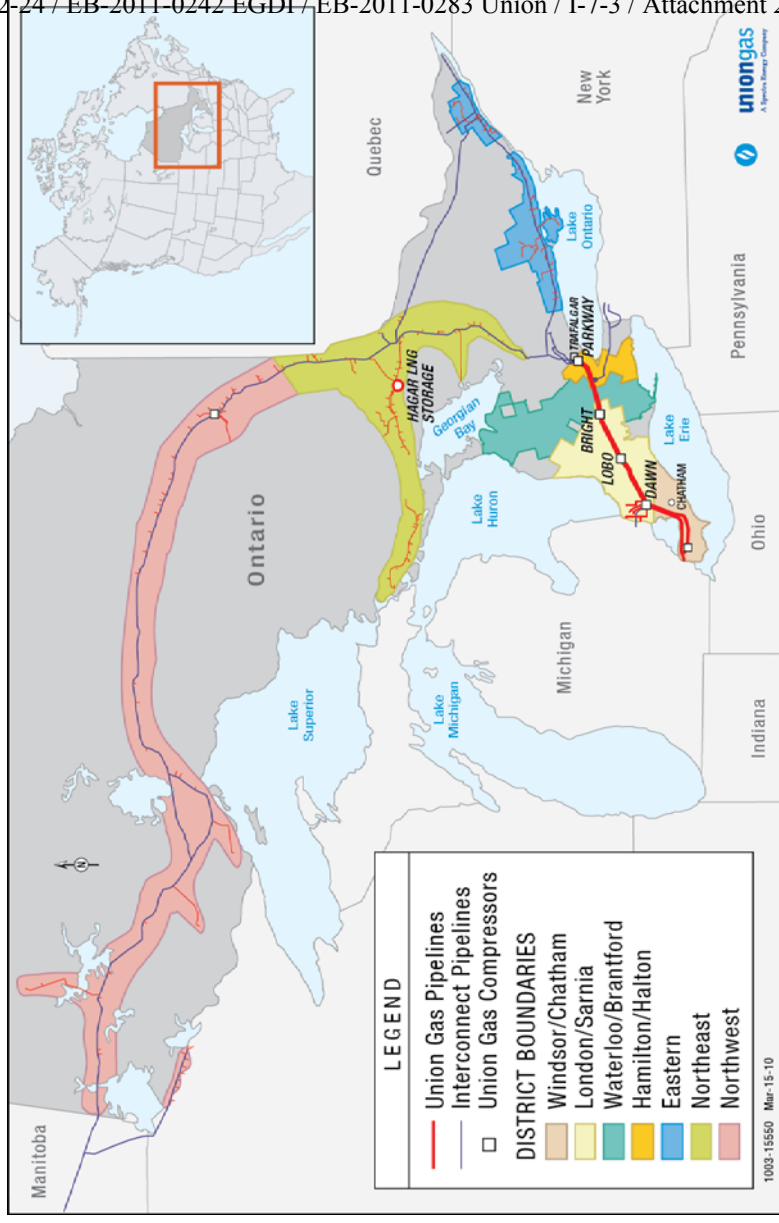 2-24 / EB-2011-0242 EGDI / EB-2011-0283 Union / I-7-3 / Attachment 2
Manitoba
Ontario
Quebec
New
York
Pennsylvania
Ohio
Indiana
Michigan
N
Lake
Superior
Lake
Michigan
Lake
Huron
Georgian
Bay
Lake
Ontario
Lake
Erie
HAGAR LNG
STORAGE
TRAFALGAR
PARKWAY
BRIGHT
LOBO
DAWN
CHATHAM
LEGEND
Union Gas Pipelines
Interconnect Pipelines
Union Gas Compressors
DISTRICT BOUNDARIES
Windsor/Chatham
London/Sarnia
Waterloo/Brantford
Hamilton/Halton
Eastern
Northeast
Northwest
1003-15550 Mar-15-10
uniongas
A Spectra Energy Company